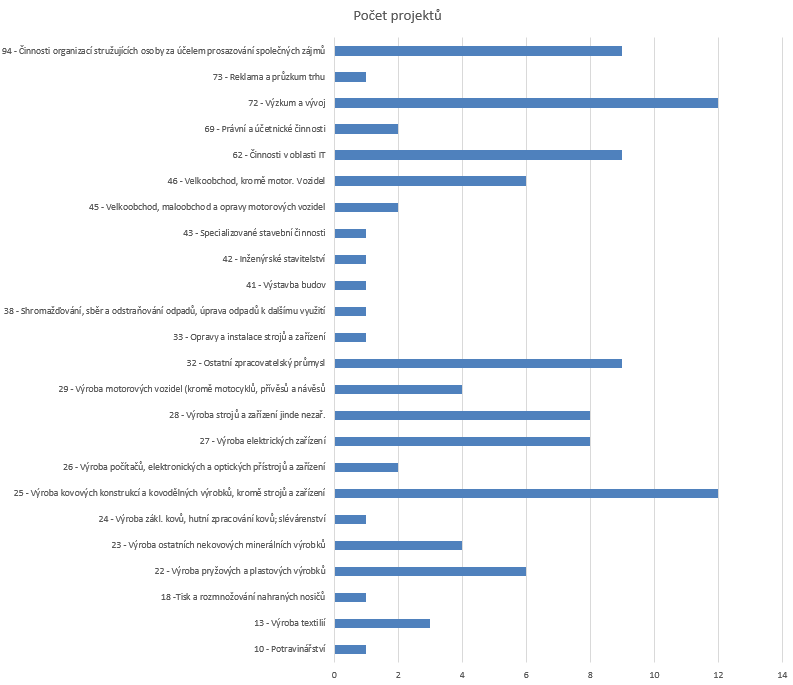 Počet projektů
94 - Činnosti organizací stružujících osoby za účelem prosazování společných zájmů
73 - Reklama a průzkum trhu
72 - Výzkum a vývoj
69 - Právní a účetnické činnosti
62 - Činnosti v oblasti IT
46 - Velkoobchod, kromě motor. Vozidel
45 - Velkoobchod, maloobchod a opravy motorových vozidel
43 - Specializované stavební činnosti
42 - Inženýrské stavitelství
41 - Výstavba budov
38 - Shromažďování, sběr a odstraňování odpadů, úprava odpadů k dalšímu využití
33 - Opravy a instalace strojů a zařízení
32 - Ostatní zpracovatelský průmysl
29 - Výroba motorových vozidel (kromě motocyklů, přívěsů a návěsů
28 - Výroba strojů a zařízení jinde nezař.
27 - Výroba elektrických zařízení
26 - Výroba počítačů, elektronických a optických přístrojů a zařízení
25 - Výroba kovových konstrukcí a kovodělných výrobků, kromě strojů a zařízení
24 - Výroba zákl. kovů, hutní zpracování kovů; slévárenství
23 - Výroba ostatních nekovových minerálních výrobků
22 - Výroba pryžových a plastových výrobků
18 -Tisk a rozmnožování nahraných nosičů
13 - Výroba textilií
10 - Potravinářství
0 2 4 6 8 10 12 14